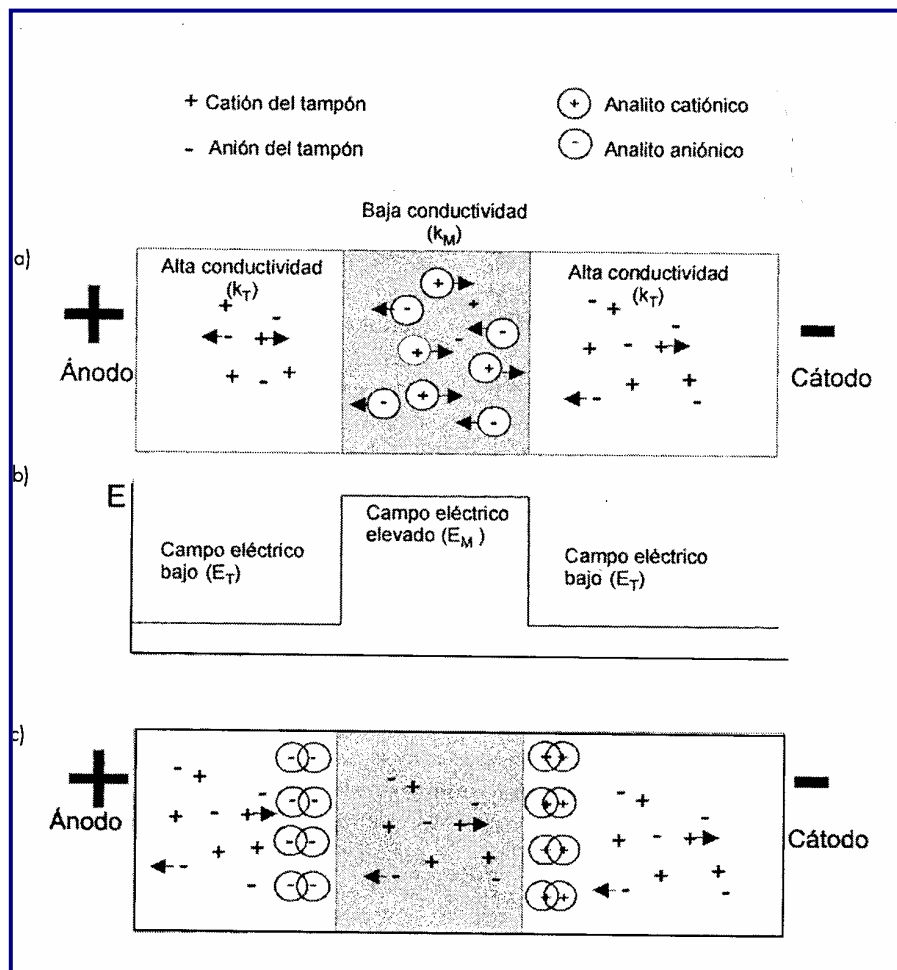 + Catión del tampón
+ Analito catiónico
- Anión del tampón
- Analito aniónico
Baja conductividad
(k_M)
a)
Alta conductividad
(k_T)
Alta conductividad
(k_T)
+
Ánodo
-
Cátodo
b)
E
Campo eléctrico
elevado (E_M)
Campo eléctrico
bajo (E_T)
Campo eléctrico
bajo (E_T)
c)
+
Ánodo
-
Cátodo